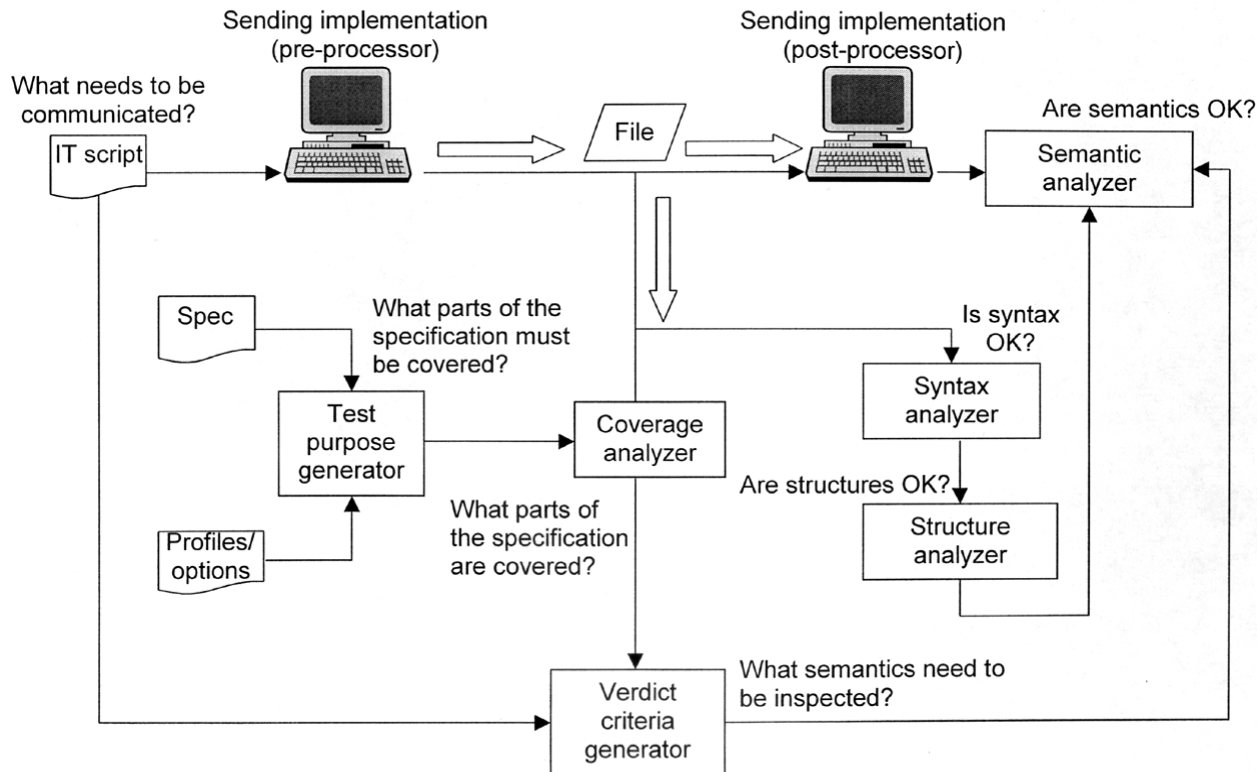 Sending implementation
(pre-processor)
Sending implementation
(post-processor)
What needs to be
communicated?
IT script
File
Are semantics OK?
Semantic
analyzer
Spec
What parts of the
specification must
be covered?
Is syntax
OK?
Test
purpose
generator
Coverage
analyzer
Syntax
analyzer
Are structures OK?
Profiles/
options
What parts of
the specification
are covered?
Structure
analyzer
Verdict
criteria
generator
What semantics need to
be inspected?